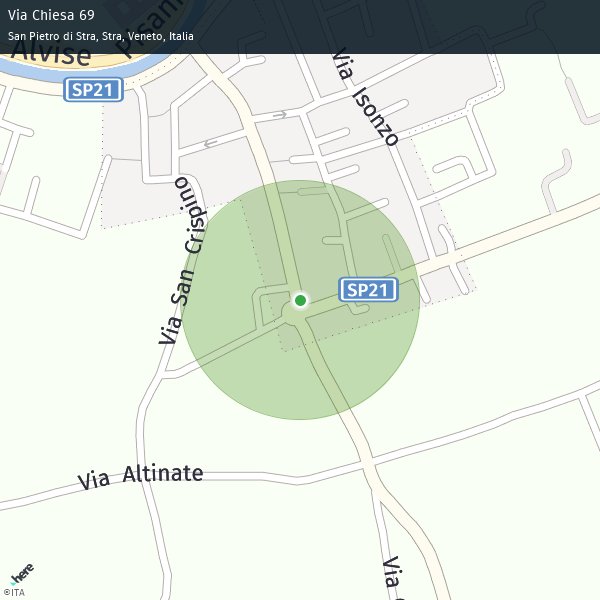 Via Chiesa 69
San Pietro di Stra, Stra, Veneto, Italia
Alvise Pisani
SP21
Via Isonzo
Via San Crispino
SP21
Via Altinate
Via
here
©ITA